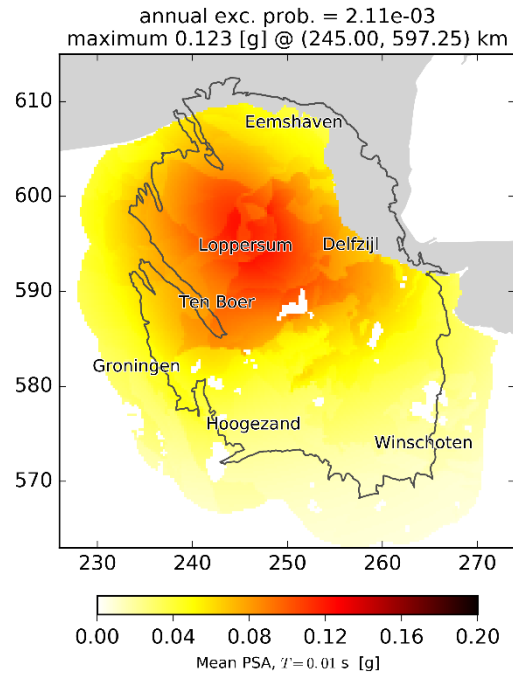 annual exc. prob. = 2.11e-03
maximum 0.123 [g] @ (245.00, 597.25) km
610
Eemshaven
600
Loppersum Delfzijl
590
Ten Boer
Groningen
580
Hoogezand
Winschoten
570
230 240 250 260 270
0.00 0.04 0.08 0.12 0.16 0.20
Mean PSA, T = 0.01 s [g]